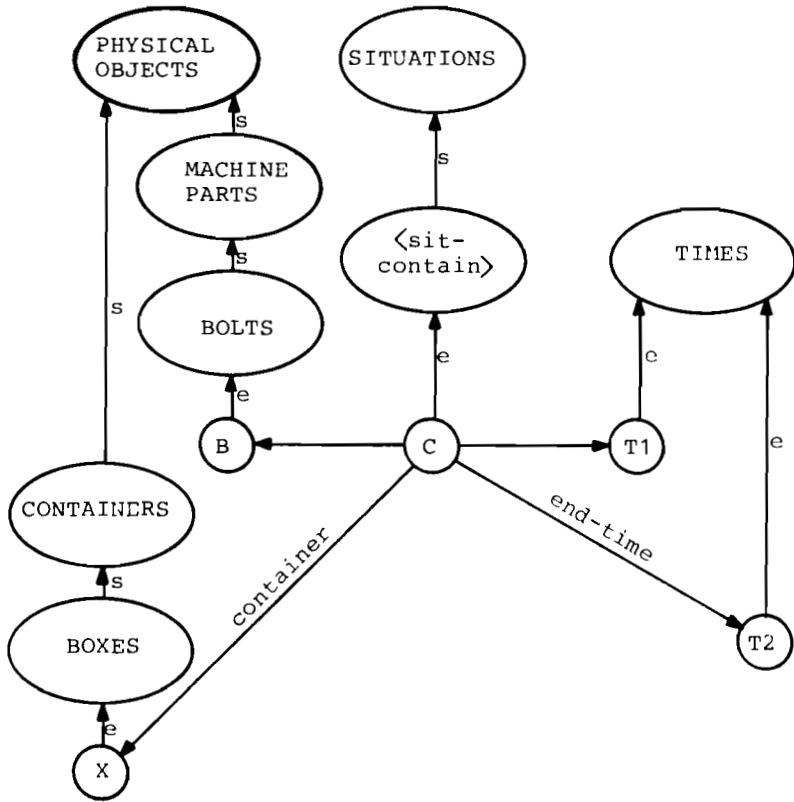 PHYSICAL
OBJECTS
SITUATIONS
s
MACHINE
PARTS
s
<sit-
contain>
TIMES
s
s
BOLTS
e
e
e
B
C
T1
e
CONTAINERS
container
end-time
s
BOXES
T2
e
X